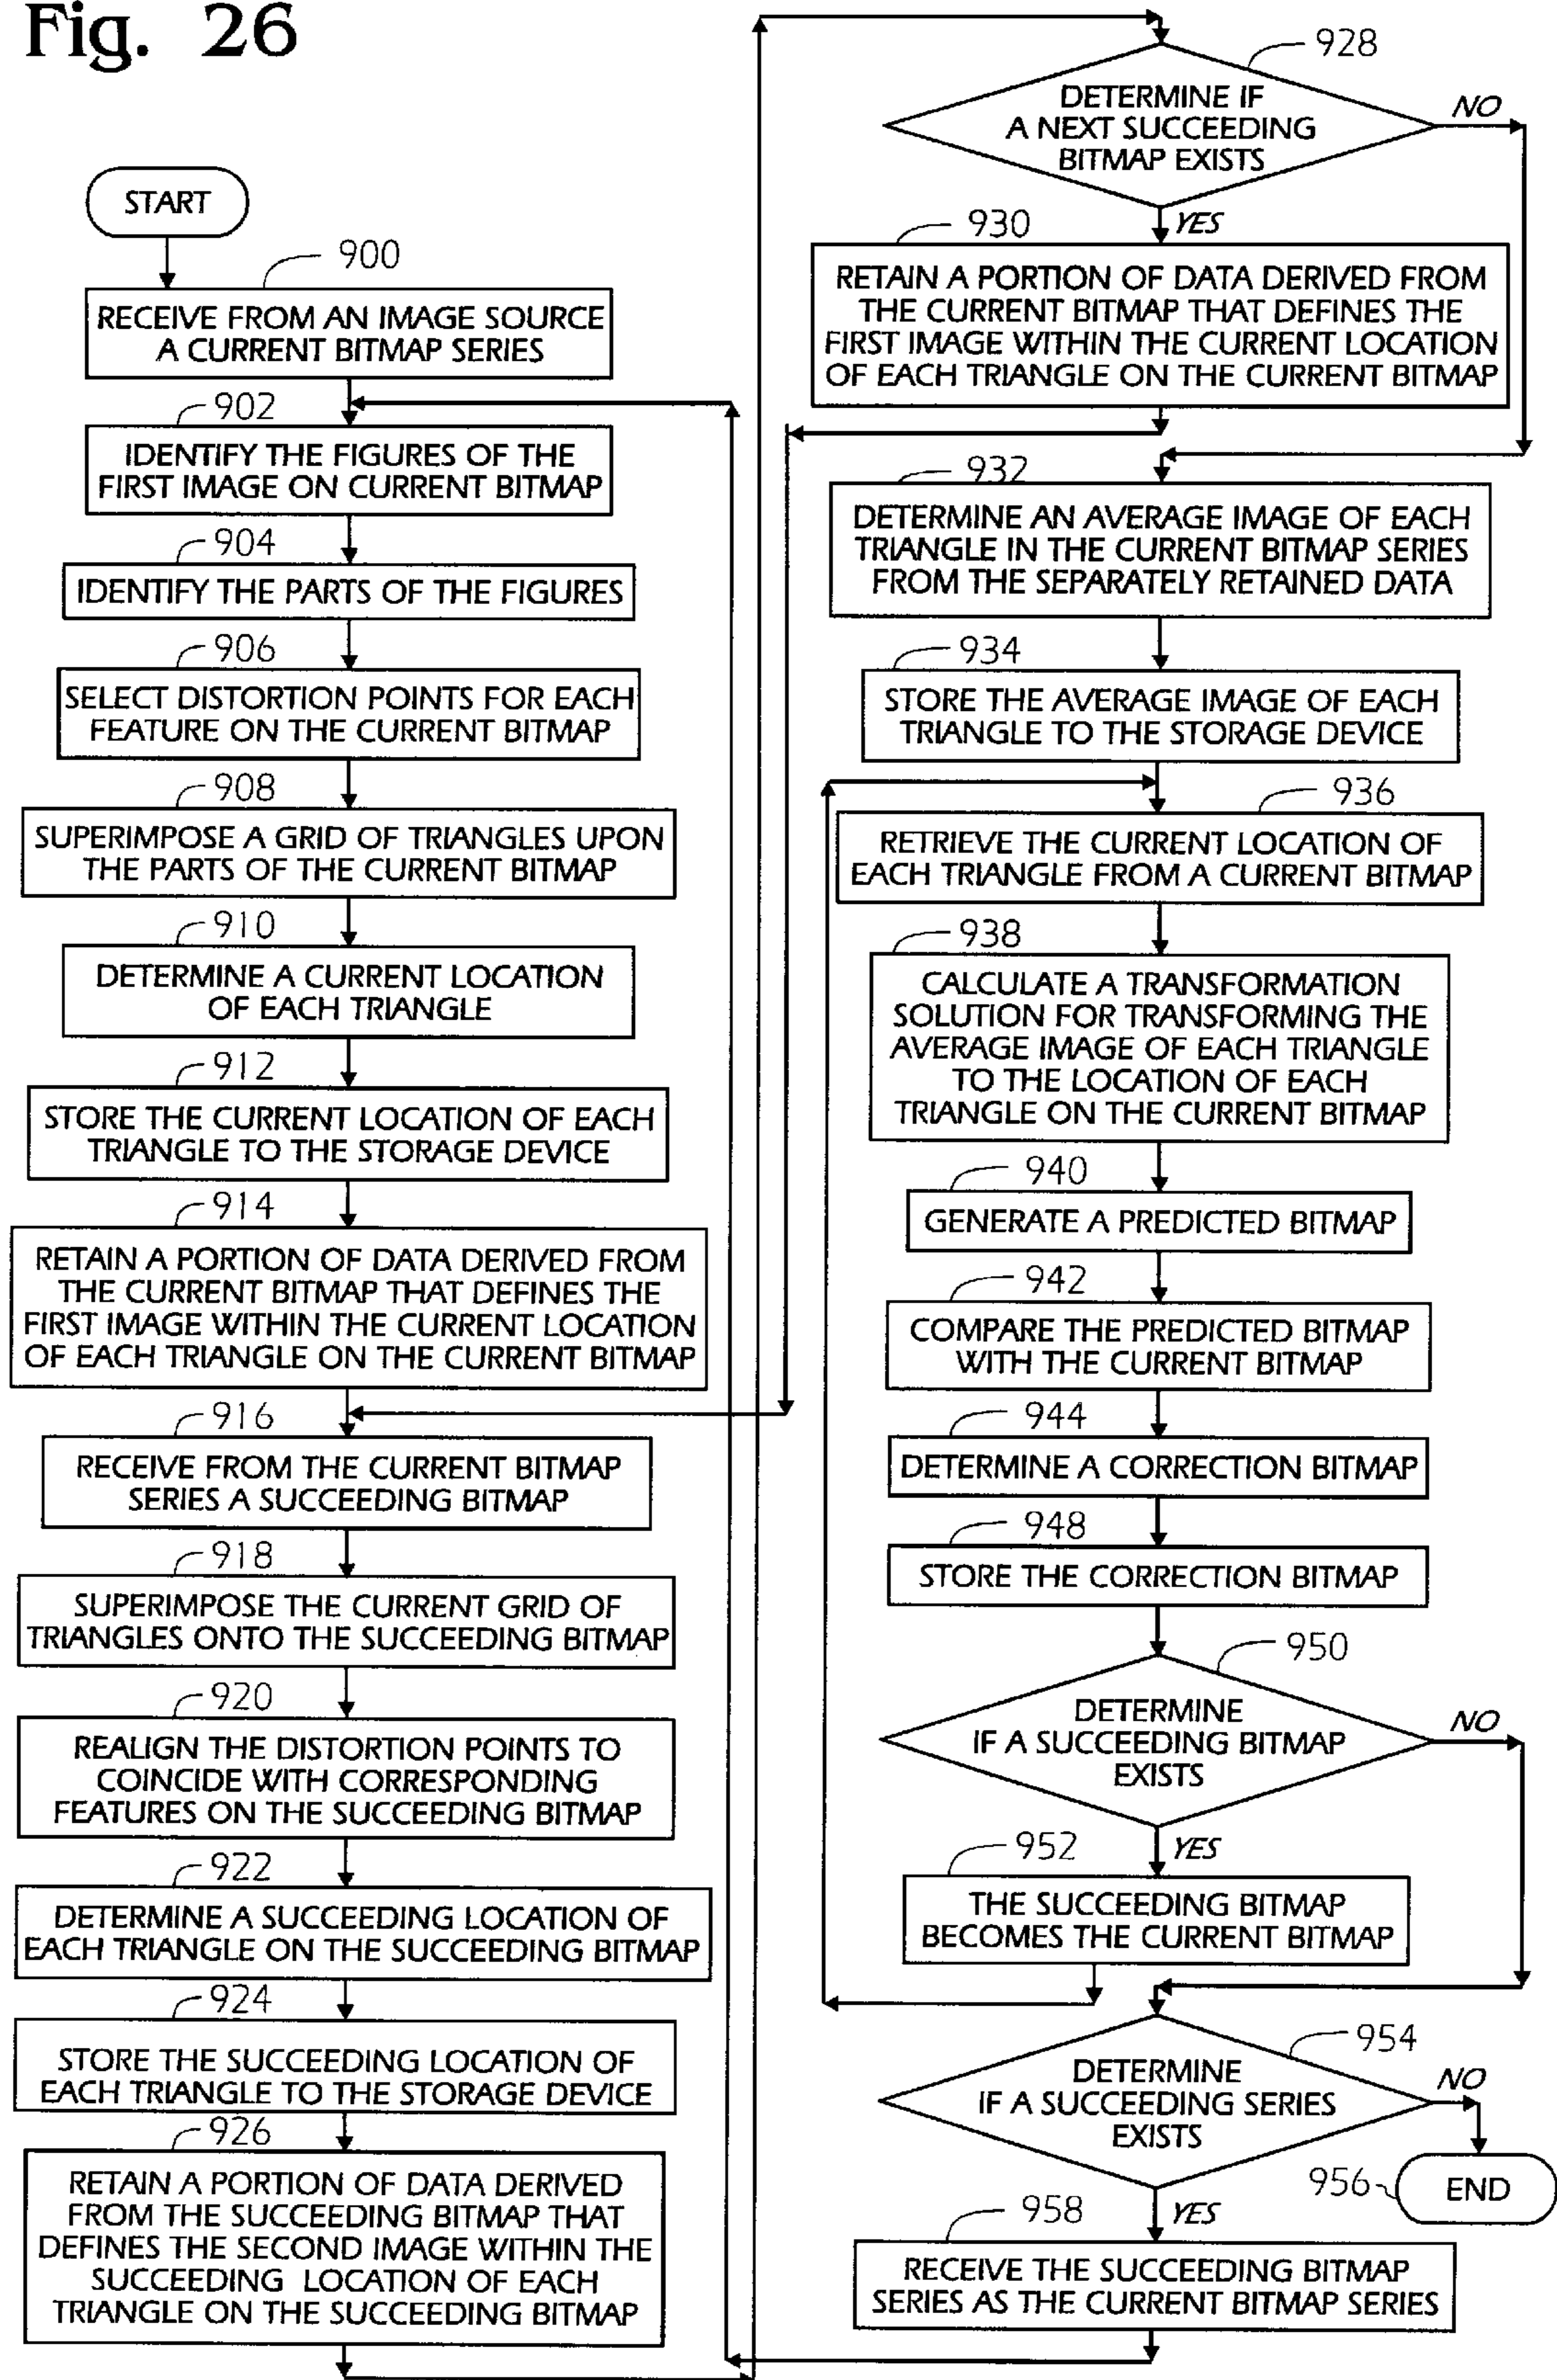 Fig. 26
START
900
RECEIVE FROM AN IMAGE SOURCE
A CURRENT BITMAP SERIES
902
IDENTIFY THE FIGURES OF THE
FIRST IMAGE ON CURRENT BITMAP
904
IDENTIFY THE PARTS OF THE FIGURES
906
SELECT DISTORTION POINTS FOR EACH
FEATURE ON THE CURRENT BITMAP
908
SUPERIMPOSE A GRID OF TRIANGLES UPON
THE PARTS OF THE CURRENT BITMAP
910
DETERMINE A CURRENT LOCATION
OF EACH TRIANGLE
912
STORE THE CURRENT LOCATION OF EACH
TRIANGLE TO THE STORAGE DEVICE
914
RETAIN A PORTION OF DATA DERIVED FROM
THE CURRENT BITMAP THAT DEFINES THE
FIRST IMAGE WITHIN THE CURRENT LOCATION
OF EACH TRIANGLE ON THE CURRENT BITMAP
916
RECEIVE FROM THE CURRENT BITMAP
SERIES A SUCCEEDING BITMAP
918
SUPERIMPOSE THE CURRENT GRID OF
TRIANGLES ONTO THE SUCCEEDING BITMAP
920
REALIGN THE DISTORTION POINTS TO
COINCIDE WITH CORRESPONDING
FEATURES ON THE SUCCEEDING BITMAP
922
DETERMINE A SUCCEEDING LOCATION OF
EACH TRIANGLE ON THE SUCCEEDING BITMAP
924
STORE THE SUCCEEDING LOCATION OF
EACH TRIANGLE TO THE STORAGE DEVICE
926
RETAIN A PORTION OF DATA DERIVED
FROM THE SUCCEEDING BITMAP THAT
DEFINES THE SECOND IMAGE WITHIN THE
SUCCEEDING LOCATION OF EACH
TRIANGLE ON THE SUCCEEDING BITMAP
928
DETERMINE IF
A NEXT SUCCEEDING
BITMAP EXISTS
NO
YES
930
RETAIN A PORTION OF DATA DERIVED FROM
THE CURRENT BITMAP THAT DEFINES THE
FIRST IMAGE WITHIN THE CURRENT LOCATION
OF EACH TRIANGLE ON THE CURRENT BITMAP
932
DETERMINE AN AVERAGE IMAGE OF EACH
TRIANGLE IN THE CURRENT BITMAP SERIES
FROM THE SEPARATELY RETAINED DATA
934
STORE THE AVERAGE IMAGE OF EACH
TRIANGLE TO THE STORAGE DEVICE
936
RETRIEVE THE CURRENT LOCATION OF
EACH TRIANGLE FROM A CURRENT BITMAP
938
CALCULATE A TRANSFORMATION
SOLUTION FOR TRANSFORMING THE
AVERAGE IMAGE OF EACH TRIANGLE
TO THE LOCATION OF EACH
TRIANGLE ON THE CURRENT BITMAP
940
GENERATE A PREDICTED BITMAP
942
COMPARE THE PREDICTED BITMAP
WITH THE CURRENT BITMAP
944
DETERMINE A CORRECTION BITMAP
948
STORE THE CORRECTION BITMAP
950
DETERMINE
IF A SUCCEEDING BITMAP
EXISTS
NO
YES
952
THE SUCCEEDING BITMAP
BECOMES THE CURRENT BITMAP
954
DETERMINE
IF A SUCCEEDING SERIES
EXISTS
NO
956
END
YES
958
RECEIVE THE SUCCEEDING BITMAP
SERIES AS THE CURRENT BITMAP SERIES